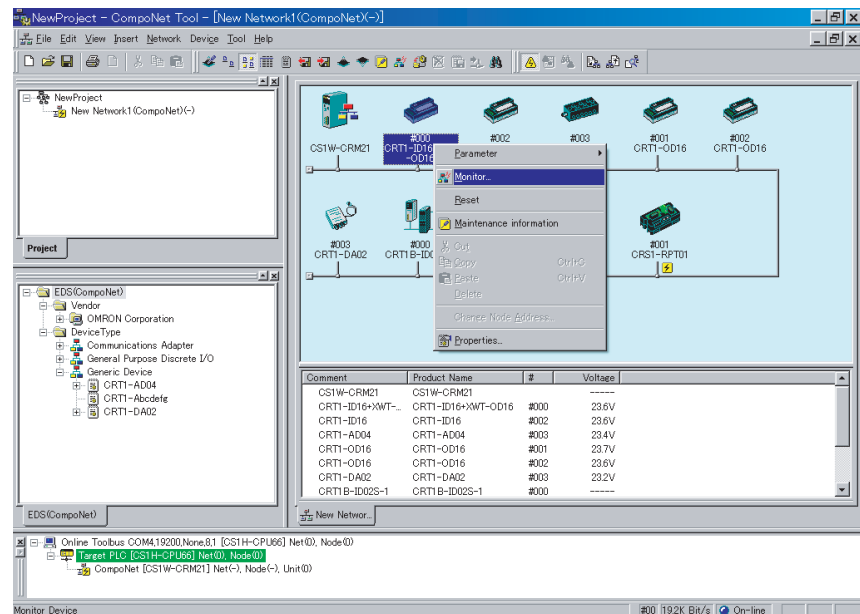 NewProject - CompoNet Tool - [New Network1(CompoNet)(-)]
File Edit View Insert Network Device Tool Help
NewProject
New Network1(CompoNet)(-)
Project
EDS(CompoNet)
Vendor
OMRON Corporation
DeviceType
Communications Adapter
General Purpose Discrete I/O
Generic Device
CRT1-AD04
CRT1-Abcdefg
CRT1-DA02
EDS(CompoNet)
CS1W-CRM21
#000
CRT1-ID16
-OD16
#002
#003
#001
CRT1-OD16
#002
CRT1-OD16
#003
CRT1-DA02
#000
CRT1B-ID0
#001
CRS1-RPT01
Parameter
Monitor...
Reset
Maintenance information
Cut
Copy Ctrl+C
Paste Ctrl+V
Delete
Change Node Address...
Properties...
Comment Product Name # Voltage
CS1W-CRM21 CS1W-CRM21 -----
CRT1-ID16+XWT-... CRT1-ID16+XWT-OD16 #000 23.6V
CRT1-ID16 CRT1-ID16 #002 23.6V
CRT1-AD04 CRT1-AD04 #003 23.4V
CRT1-OD16 CRT1-OD16 #001 23.7V
CRT1-OD16 CRT1-OD16 #002 23.6V
CRT1-DA02 CRT1-DA02 #003 23.2V
CRT1B-ID02S-1 CRT1B-ID02S-1 #000 -----
New Networ...
Online Toolbus COM4,19200,None,8,1 [CS1H-CPU66] Net(0), Node(0)
Target PLC [CS1H-CPU66] Net(0), Node(0)
CompoNet [CS1W-CRM21] Net(-), Node(-), Unit(0)
Monitor Device
#00 19.2K Bit/s On-line